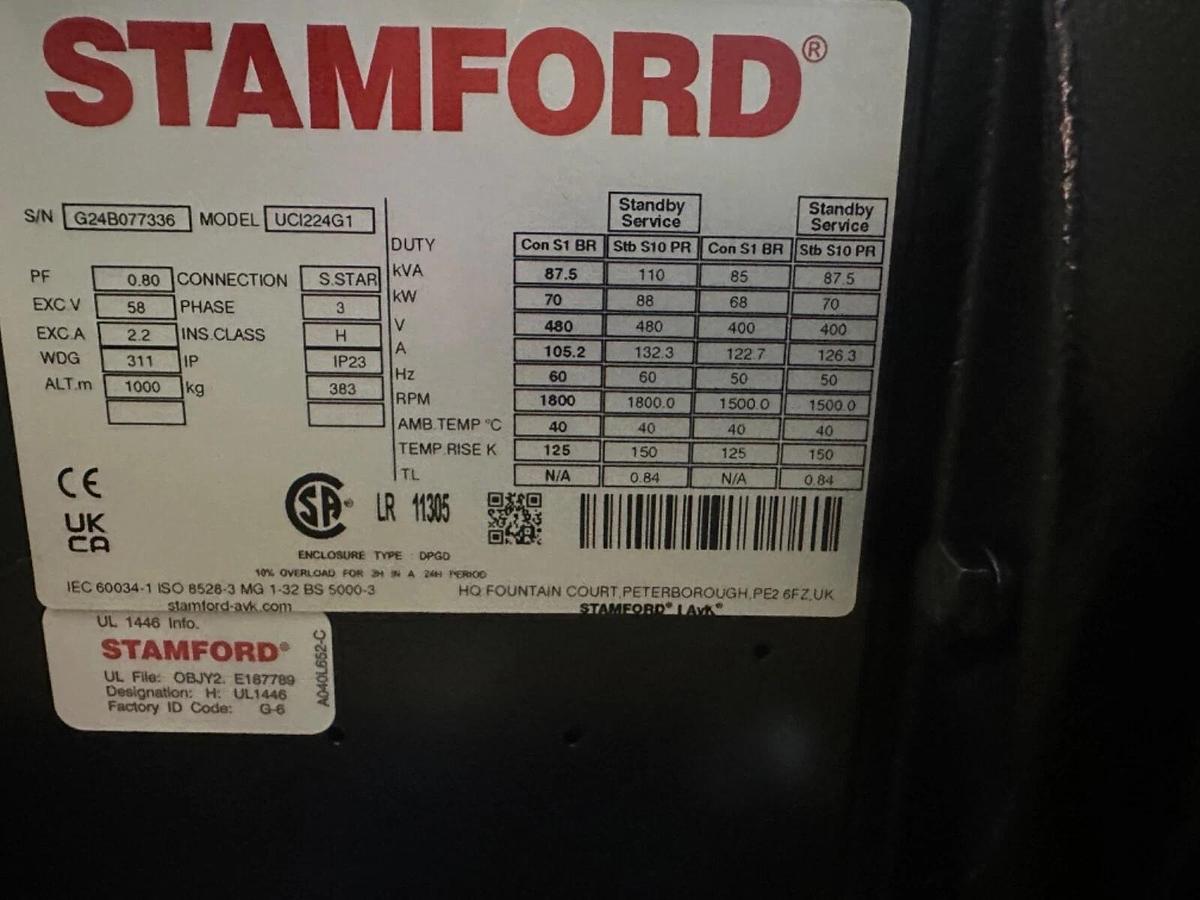 STAMFORD®
S/N G24B077336 MODEL UCI224G1
Standby Service Standby Service
DUTY Con S1 BR Stb S10 PR Con S1 BR Stb S10 PR
PF 0.80 CONNECTION S.STAR kVA 87.5 110 85 87.5
EXC.V 58 PHASE 3 kW 70 88 68 70
EXC.A 2.2 INS.CLASS H V 480 480 400 400
WDG 311 IP IP23 A 105.2 132.3 122.7 126.3
ALT.m 1000 kg 383 Hz 60 60 50 50
RPM 1800 1800.0 1500.0 1500.0
AMB.TEMP °C 40 40 40 40
TEMP.RISE K 125 150 125 150
TL N/A 0.84 N/A 0.84
CE
UK
CA
SA® LR 11305
ENCLOSURE TYPE : DPGD
10% OVERLOAD FOR 2H IN A 24H PERIOD
IEC 60034-1 ISO 8528-3 MG 1-32 BS 5000-3 HQ FOUNTAIN COURT,PETERBOROUGH,PE2 6FZ,UK
stamford-avk.com STAMFORD® | AvK®
UL 1446 Info.
STAMFORD®
UL File: OBJY2. E187789
Designation: H: UL1446
Factory ID Code: G-6
A040L652-C